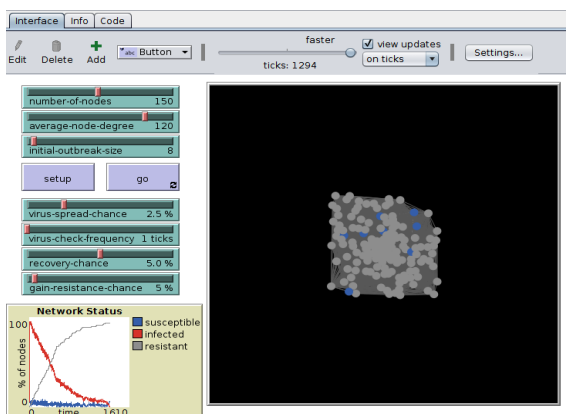 Interface Info Code
Edit Delete Add abc Button faster view updates Settings...
ticks: 1294 on ticks
number-of-nodes 150
average-node-degree 120
initial-outbreak-size 8
setup go
virus-spread-chance 2.5 %
virus-check-frequency 1 ticks
recovery-chance 5.0 %
gain-resistance-chance 5 %
Network Status
100
% of nodes
0
0 time 1610
susceptible
infected
resistant